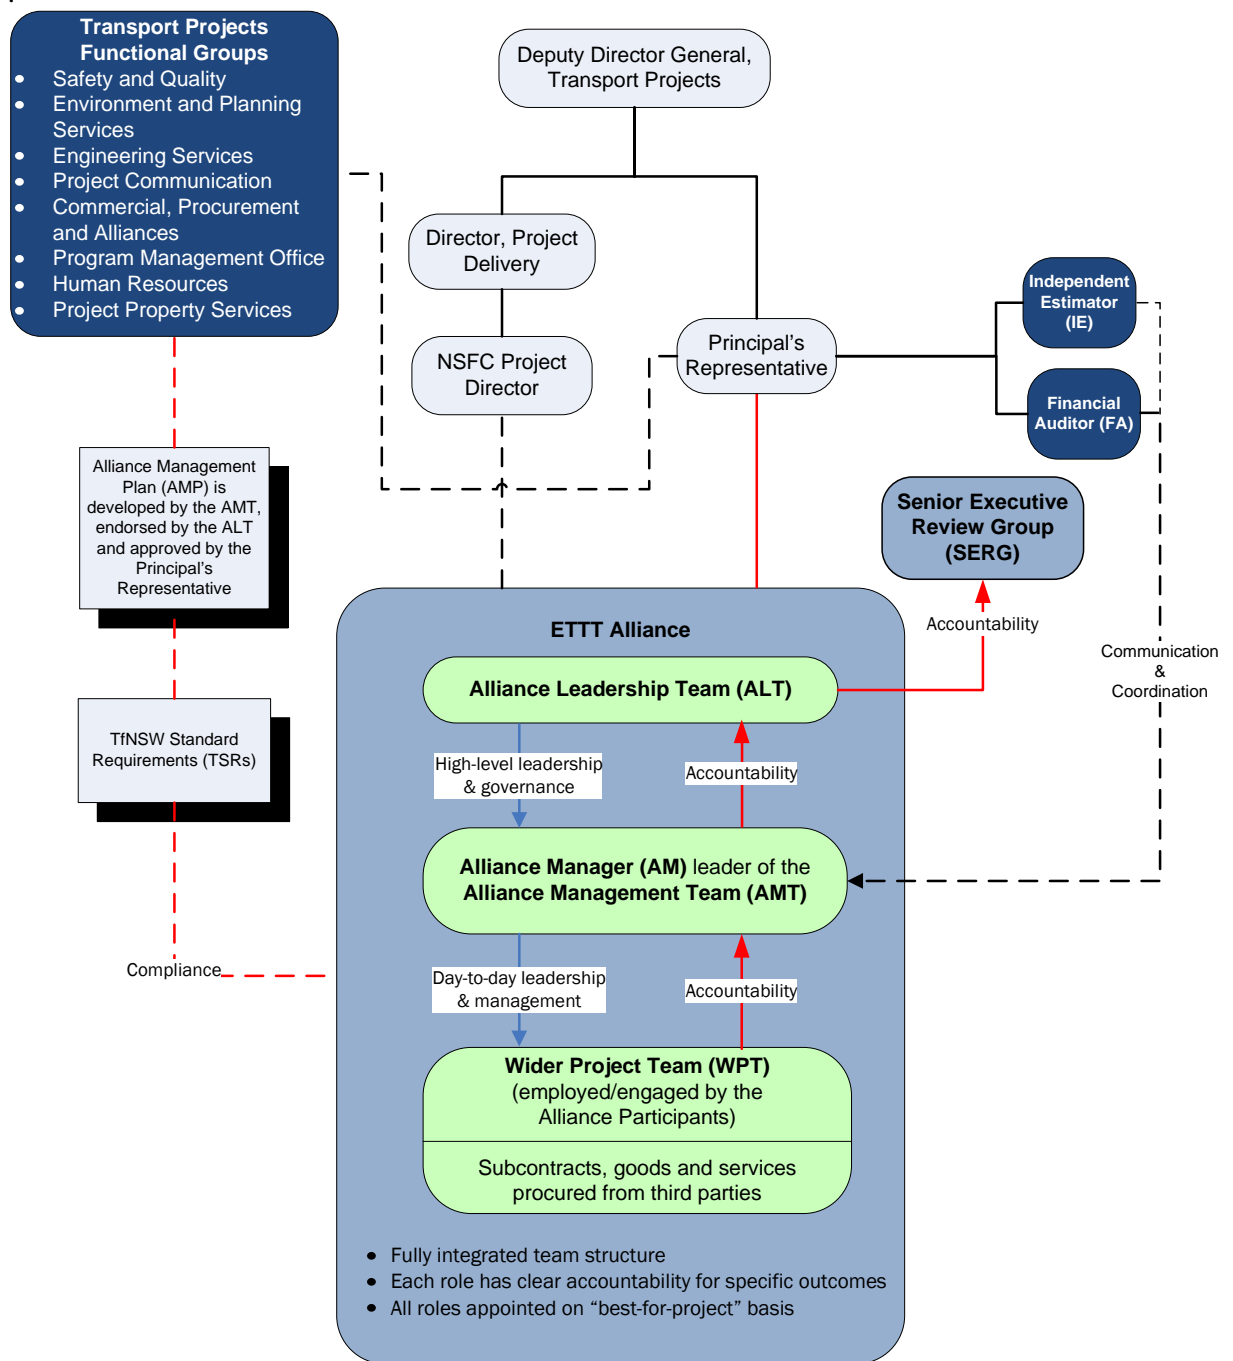 Transport Projects
Functional Groups
• Safety and Quality
• Environment and Planning
Services
• Engineering Services
• Project Communication
• Commercial, Procurement
and Alliances
• Program Management Office
• Human Resources
• Project Property Services
Deputy Director General,
Transport Projects
Director, Project
Delivery
NSFC Project
Director
Principal’s
Representative
Independent
Estimator
(IE)
Financial
Auditor (FA)
Alliance Management
Plan (AMP) is
developed by the AMT,
endorsed by the ALT
and approved by the
Principal’s
Representative
Senior Executive
Review Group
(SERG)
Accountability
Communication
&
Coordination
TfNSW Standard
Requirements (TSRs)
Compliance
ETTT Alliance
Alliance Leadership Team (ALT)
High-level leadership
& governance
Accountability
Alliance Manager (AM) leader of the
Alliance Management Team (AMT)
Day-to-day leadership
& management
Accountability
Wider Project Team (WPT)
(employed/engaged by the
Alliance Participants)
Subcontracts, goods and services
procured from third parties
• Fully integrated team structure
• Each role has clear accountability for specific outcomes
• All roles appointed on “best-for-project” basis